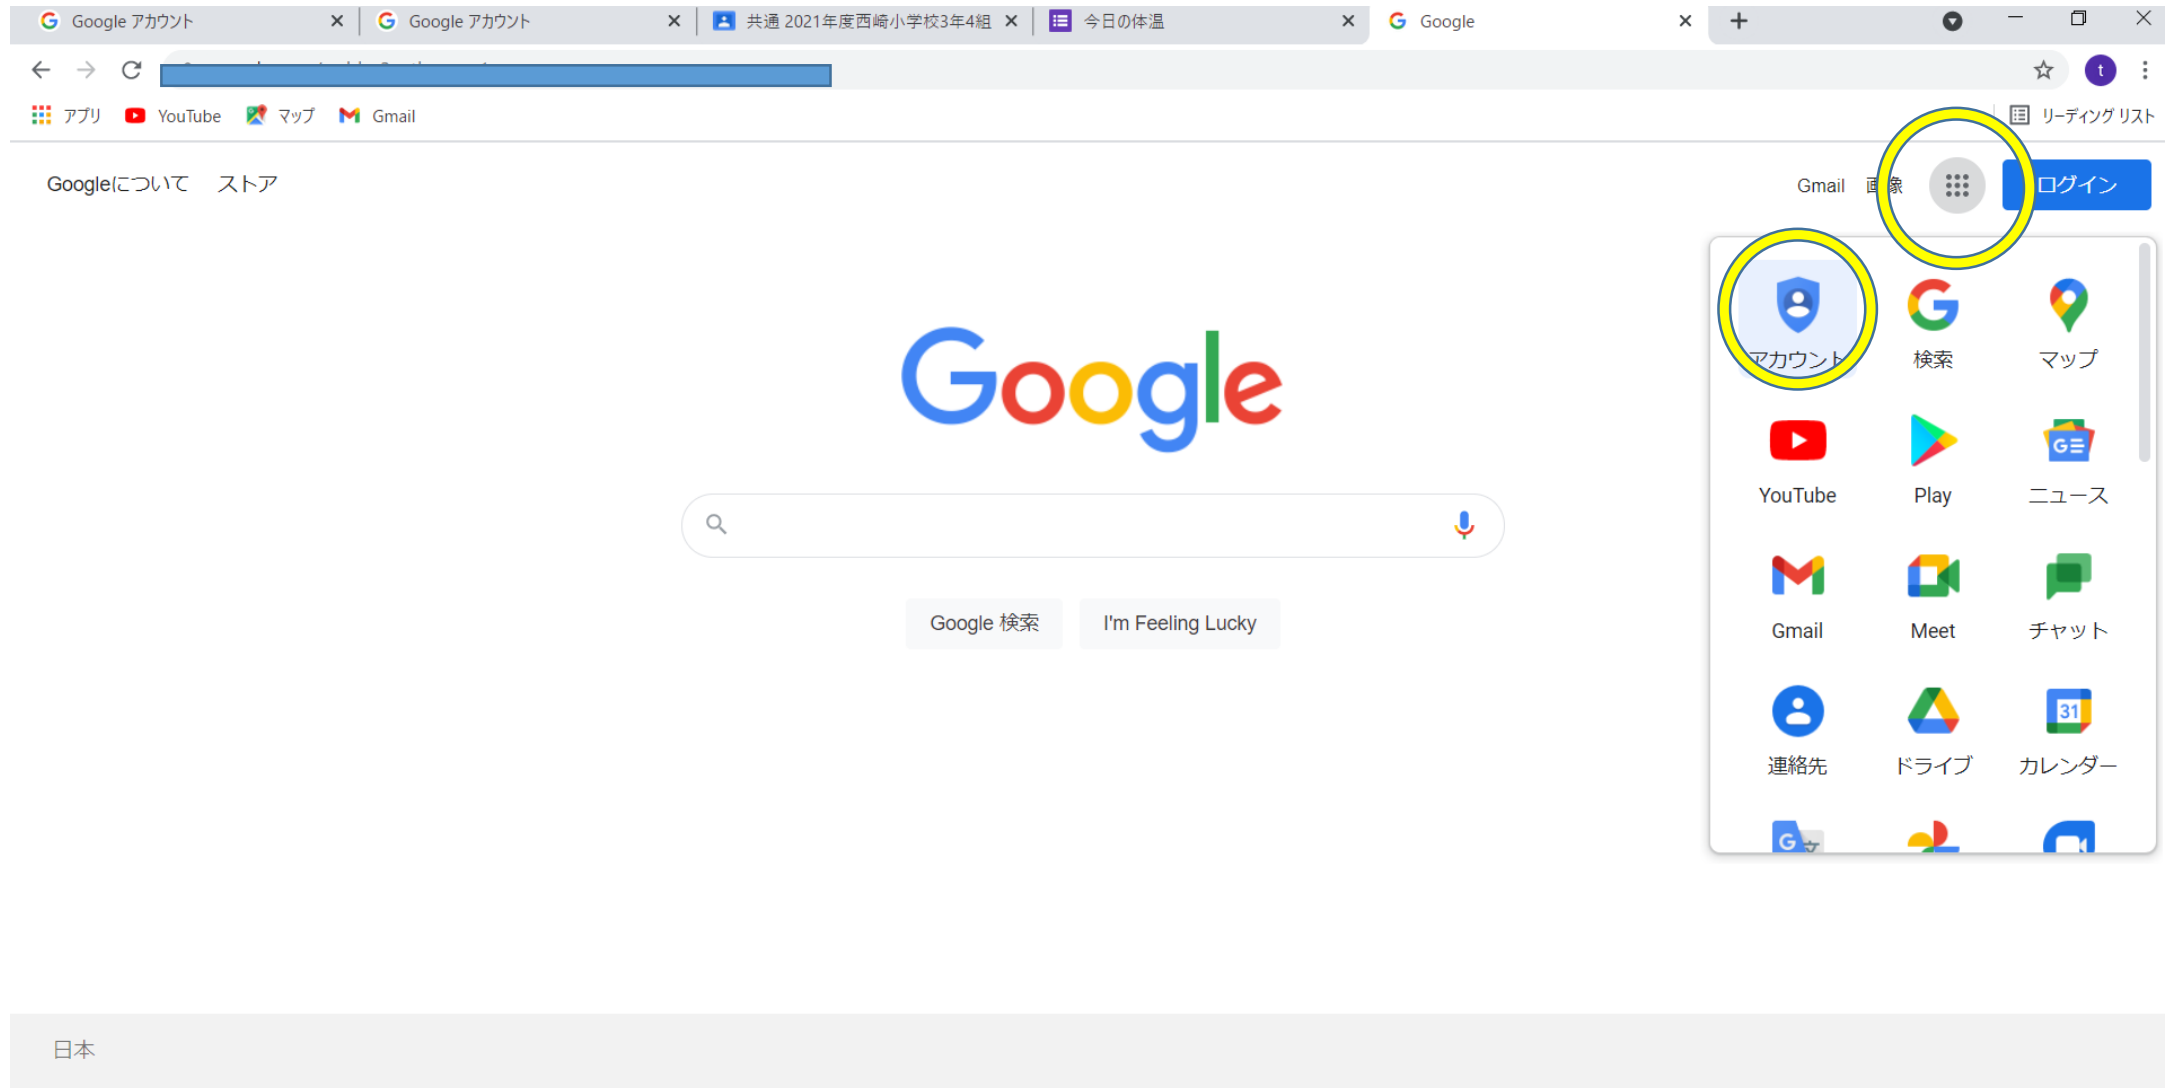 Google アカウント
Google アカウント
共通 2021年度西崎小学校3年4組
今日の体温
Google
t
アプリ
YouTube
マップ
Gmail
リーディング リスト
Googleについて
ストア
Gmail
画像
ログイン
アカウント
検索
マップ
Google
YouTube
Play
ニュース
Gmail
Meet
チャット
Google 検索
I'm Feeling Lucky
31
連絡先
ドライブ
カレンダー
日本